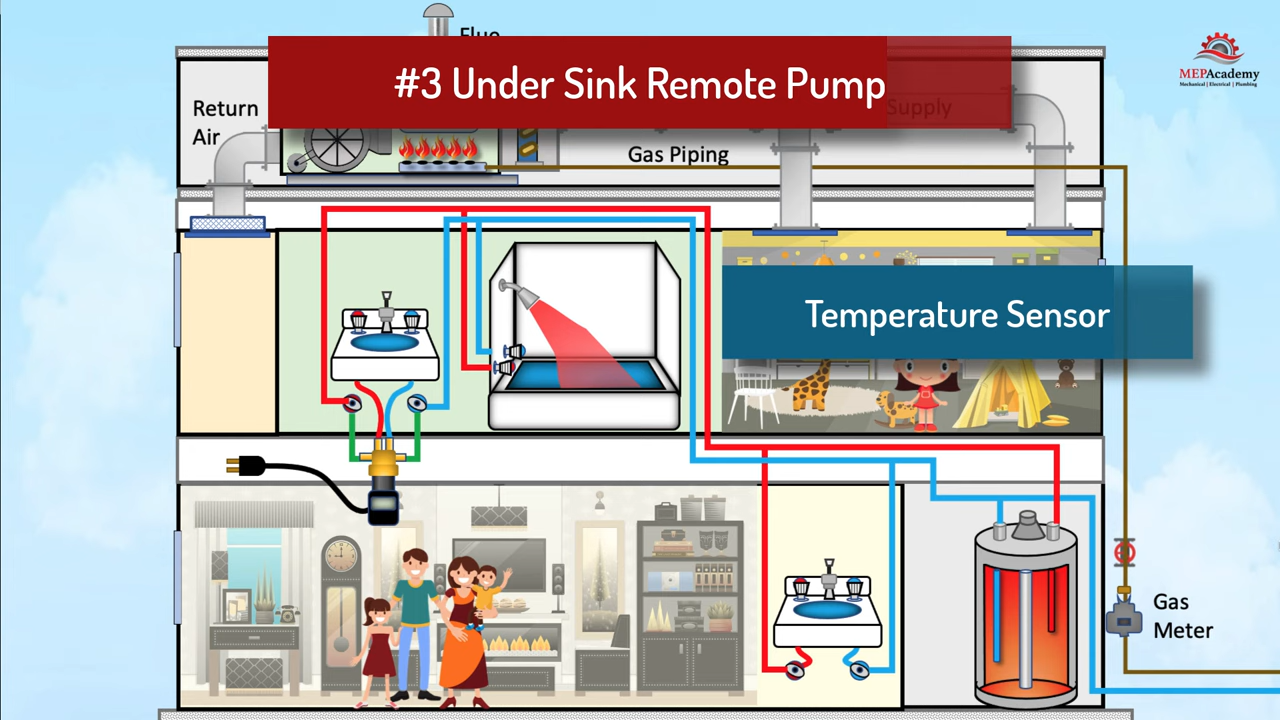 Flue
#3 Under Sink Remote Pump
Return
Air
Supply
Gas Piping
MEPAcademy
Mechanical | Electrical | Plumbing
Temperature Sensor
Gas
Meter